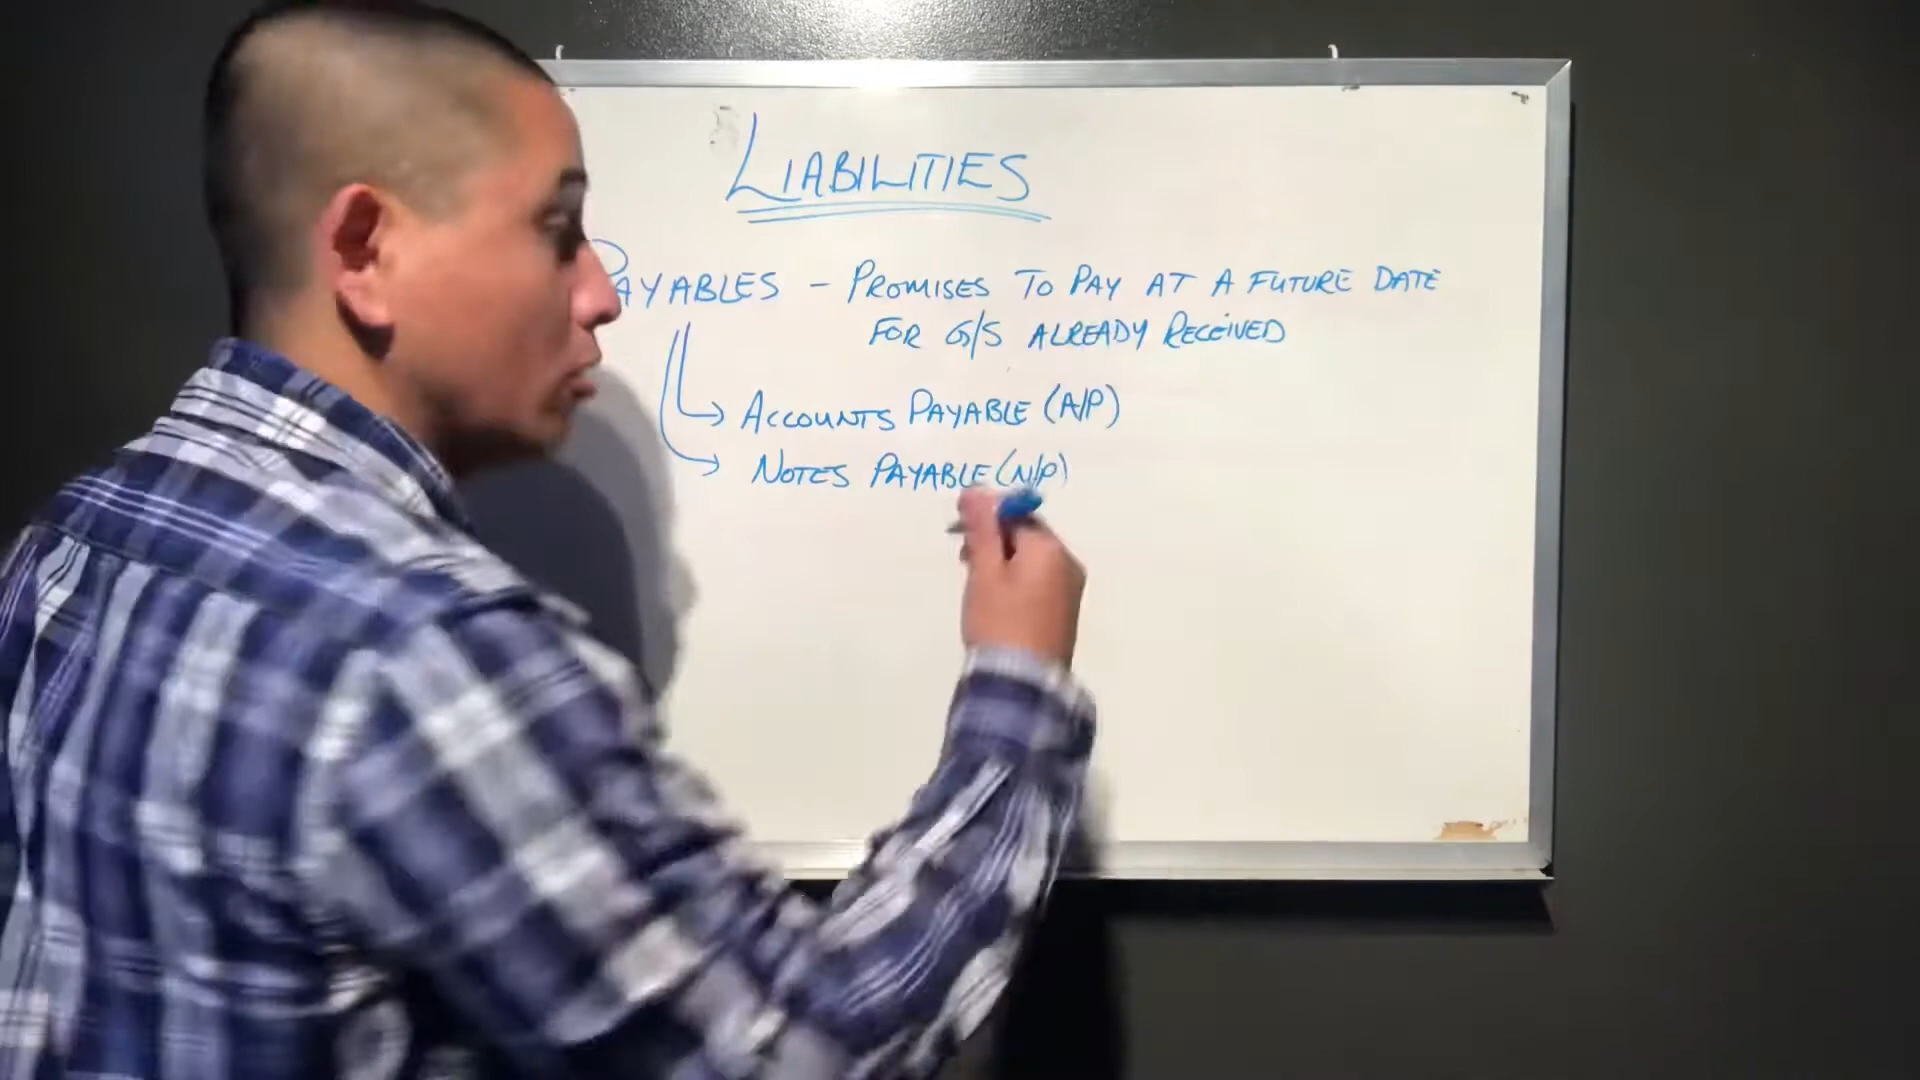 LIABILITIES
PAYABLES - PROMISES TO PAY AT A FUTURE DATE
FOR G/S ALREADY RECEIVED
ACCOUNTS PAYABLE (A/P)
NOTES PAYABLE (N/P)